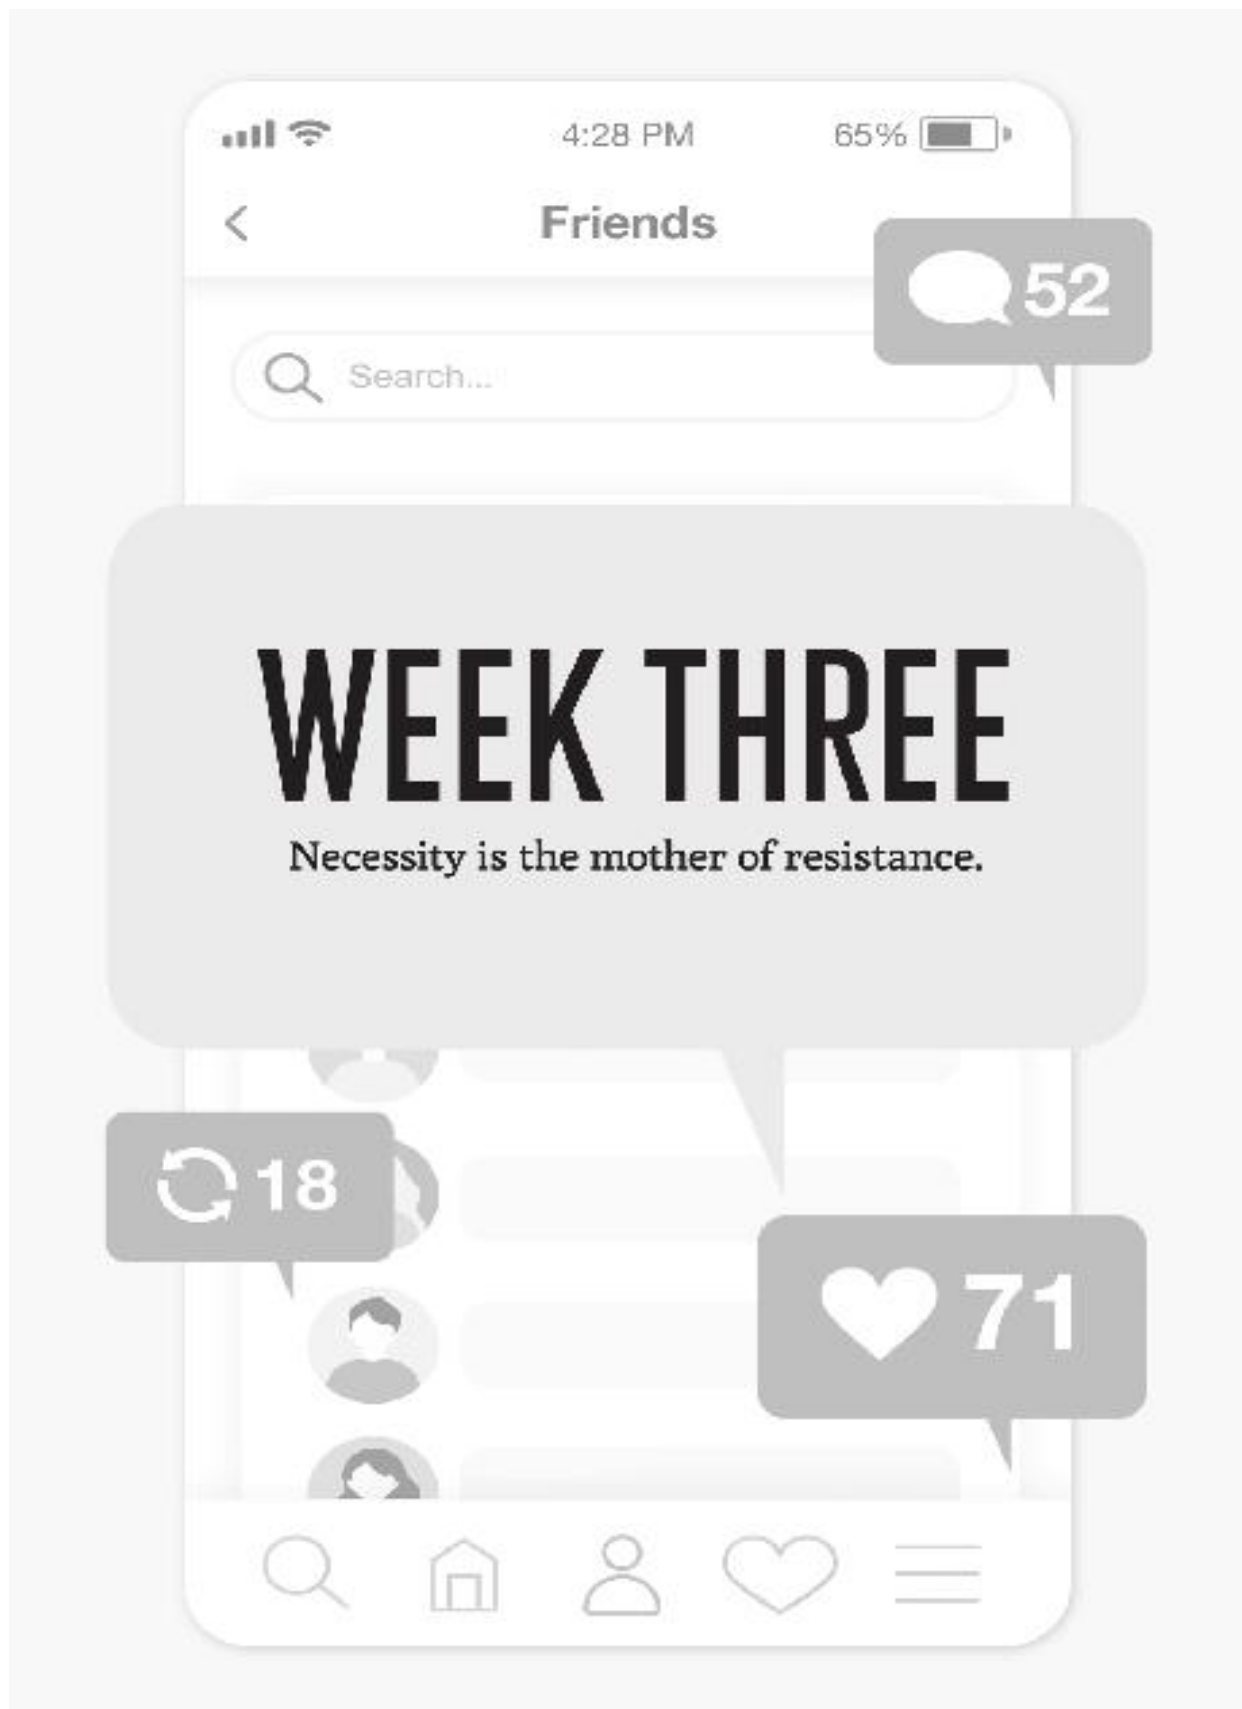 4:28 PM 65%
Friends
52
Search...
WEEK THREE
Necessity is the mother of resistance.
18
71